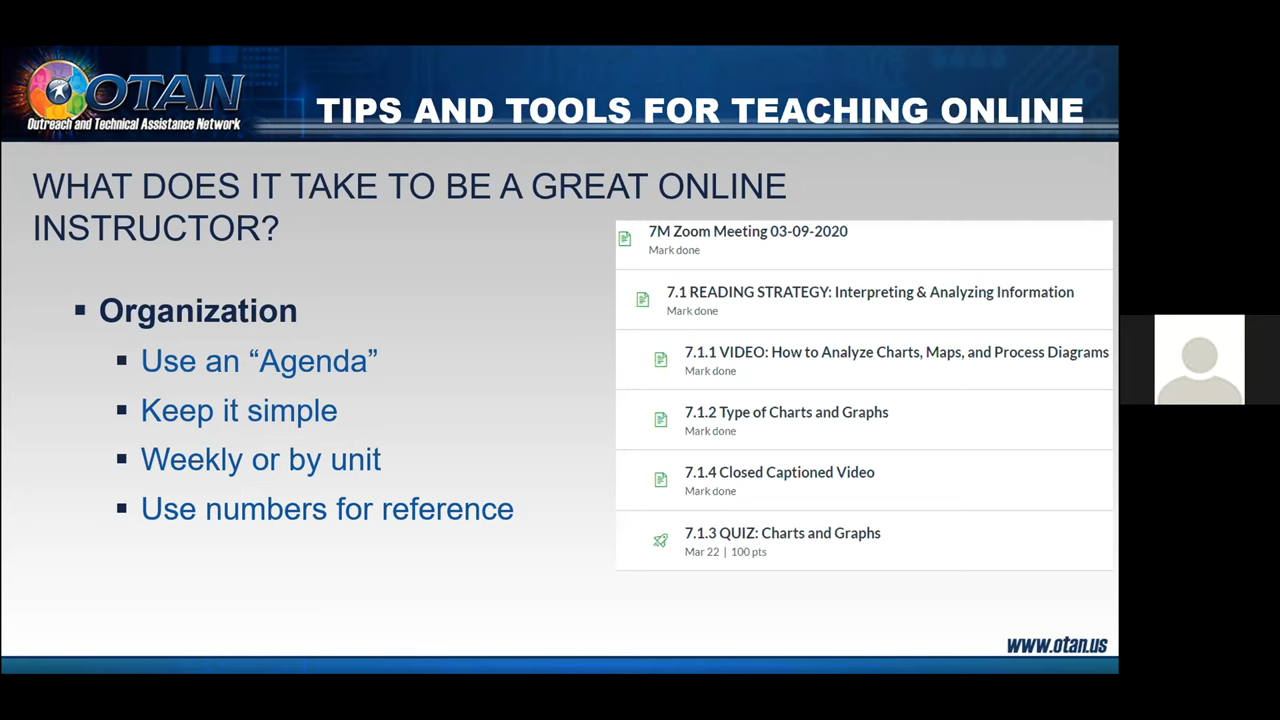 OTAN
Outreach and Technical Assistance Network
TIPS AND TOOLS FOR TEACHING ONLINE
WHAT DOES IT TAKE TO BE A GREAT ONLINE
INSTRUCTOR?
Organization
Use an “Agenda”
Keep it simple
Weekly or by unit
Use numbers for reference
7M Zoom Meeting 03-09-2020
Mark done
7.1 READING STRATEGY: Interpreting & Analyzing Information
Mark done
7.1.1 VIDEO: How to Analyze Charts, Maps, and Process Diagrams
Mark done
7.1.2 Type of Charts and Graphs
Mark done
7.1.4 Closed Captioned Video
Mark done
7.1.3 QUIZ: Charts and Graphs
Mar 22 | 100 pts
www.otan.us